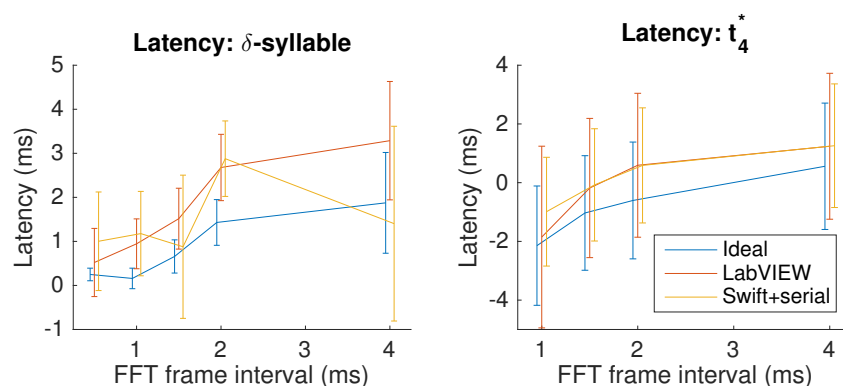 Latency: δ-syllable
5
4
3
2
1
0
-1
Latency (ms)
1
2
3
4
FFT frame interval (ms)
Latency: t₄*
4
2
0
-2
-4
Latency (ms)
1
2
3
4
FFT frame interval (ms)
Ideal
LabVIEW
Swift+serial